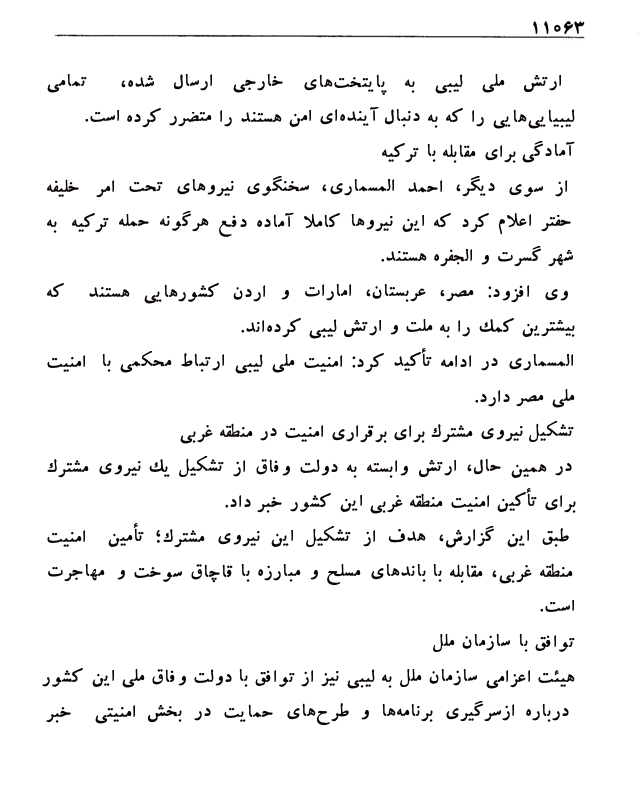 ۱۱۰۶۳
ارتش ملی لیبی به پایتخت‌های خارجی ارسال شده، تمامی
لیبیایی‌هایی را که به دنبال آینده‌ای امن هستند را متضرر کرده است.
آمادگی برای مقابله با ترکیه
از سوی دیگر، احمد المسماری، سخنگوی نیروهای تحت امر خلیفه
حفتر اعلام کرد که این نیروها کاملا آماده دفع هرگونه حمله ترکیه به
شهر گسرت و الجفره هستند.
وی افزود: مصر، عربستان، امارات و اردن کشورهایی هستند که
بیشترین کمك را به ملت و ارتش لیبی کرده‌اند.
المسماری در ادامه تأکید کرد: امنیت ملی لیبی ارتباط محکمی با امنیت
ملی مصر دارد.
تشکیل نیروی مشترك برای برقراری امنیت در منطقه غربی
در همین حال، ارتش وابسته به دولت وفاق از تشکیل یك نیروی مشترك
برای تأکین امنیت منطقه غربی این کشور خبر داد.
طبق این گزارش، هدف از تشکیل این نیروی مشترك؛ تأمین امنیت
منطقه غربی، مقابله با باندهای مسلح و مبارزه با قاچاق سوخت و مهاجرت
است.
توافق با سازمان ملل
هیئت اعزامی سازمان ملل به لیبی نیز از توافق با دولت وفاق ملی این کشور
درباره ازسرگیری برنامه‌ها و طرح‌های حمایت در بخش امنیتی خبر